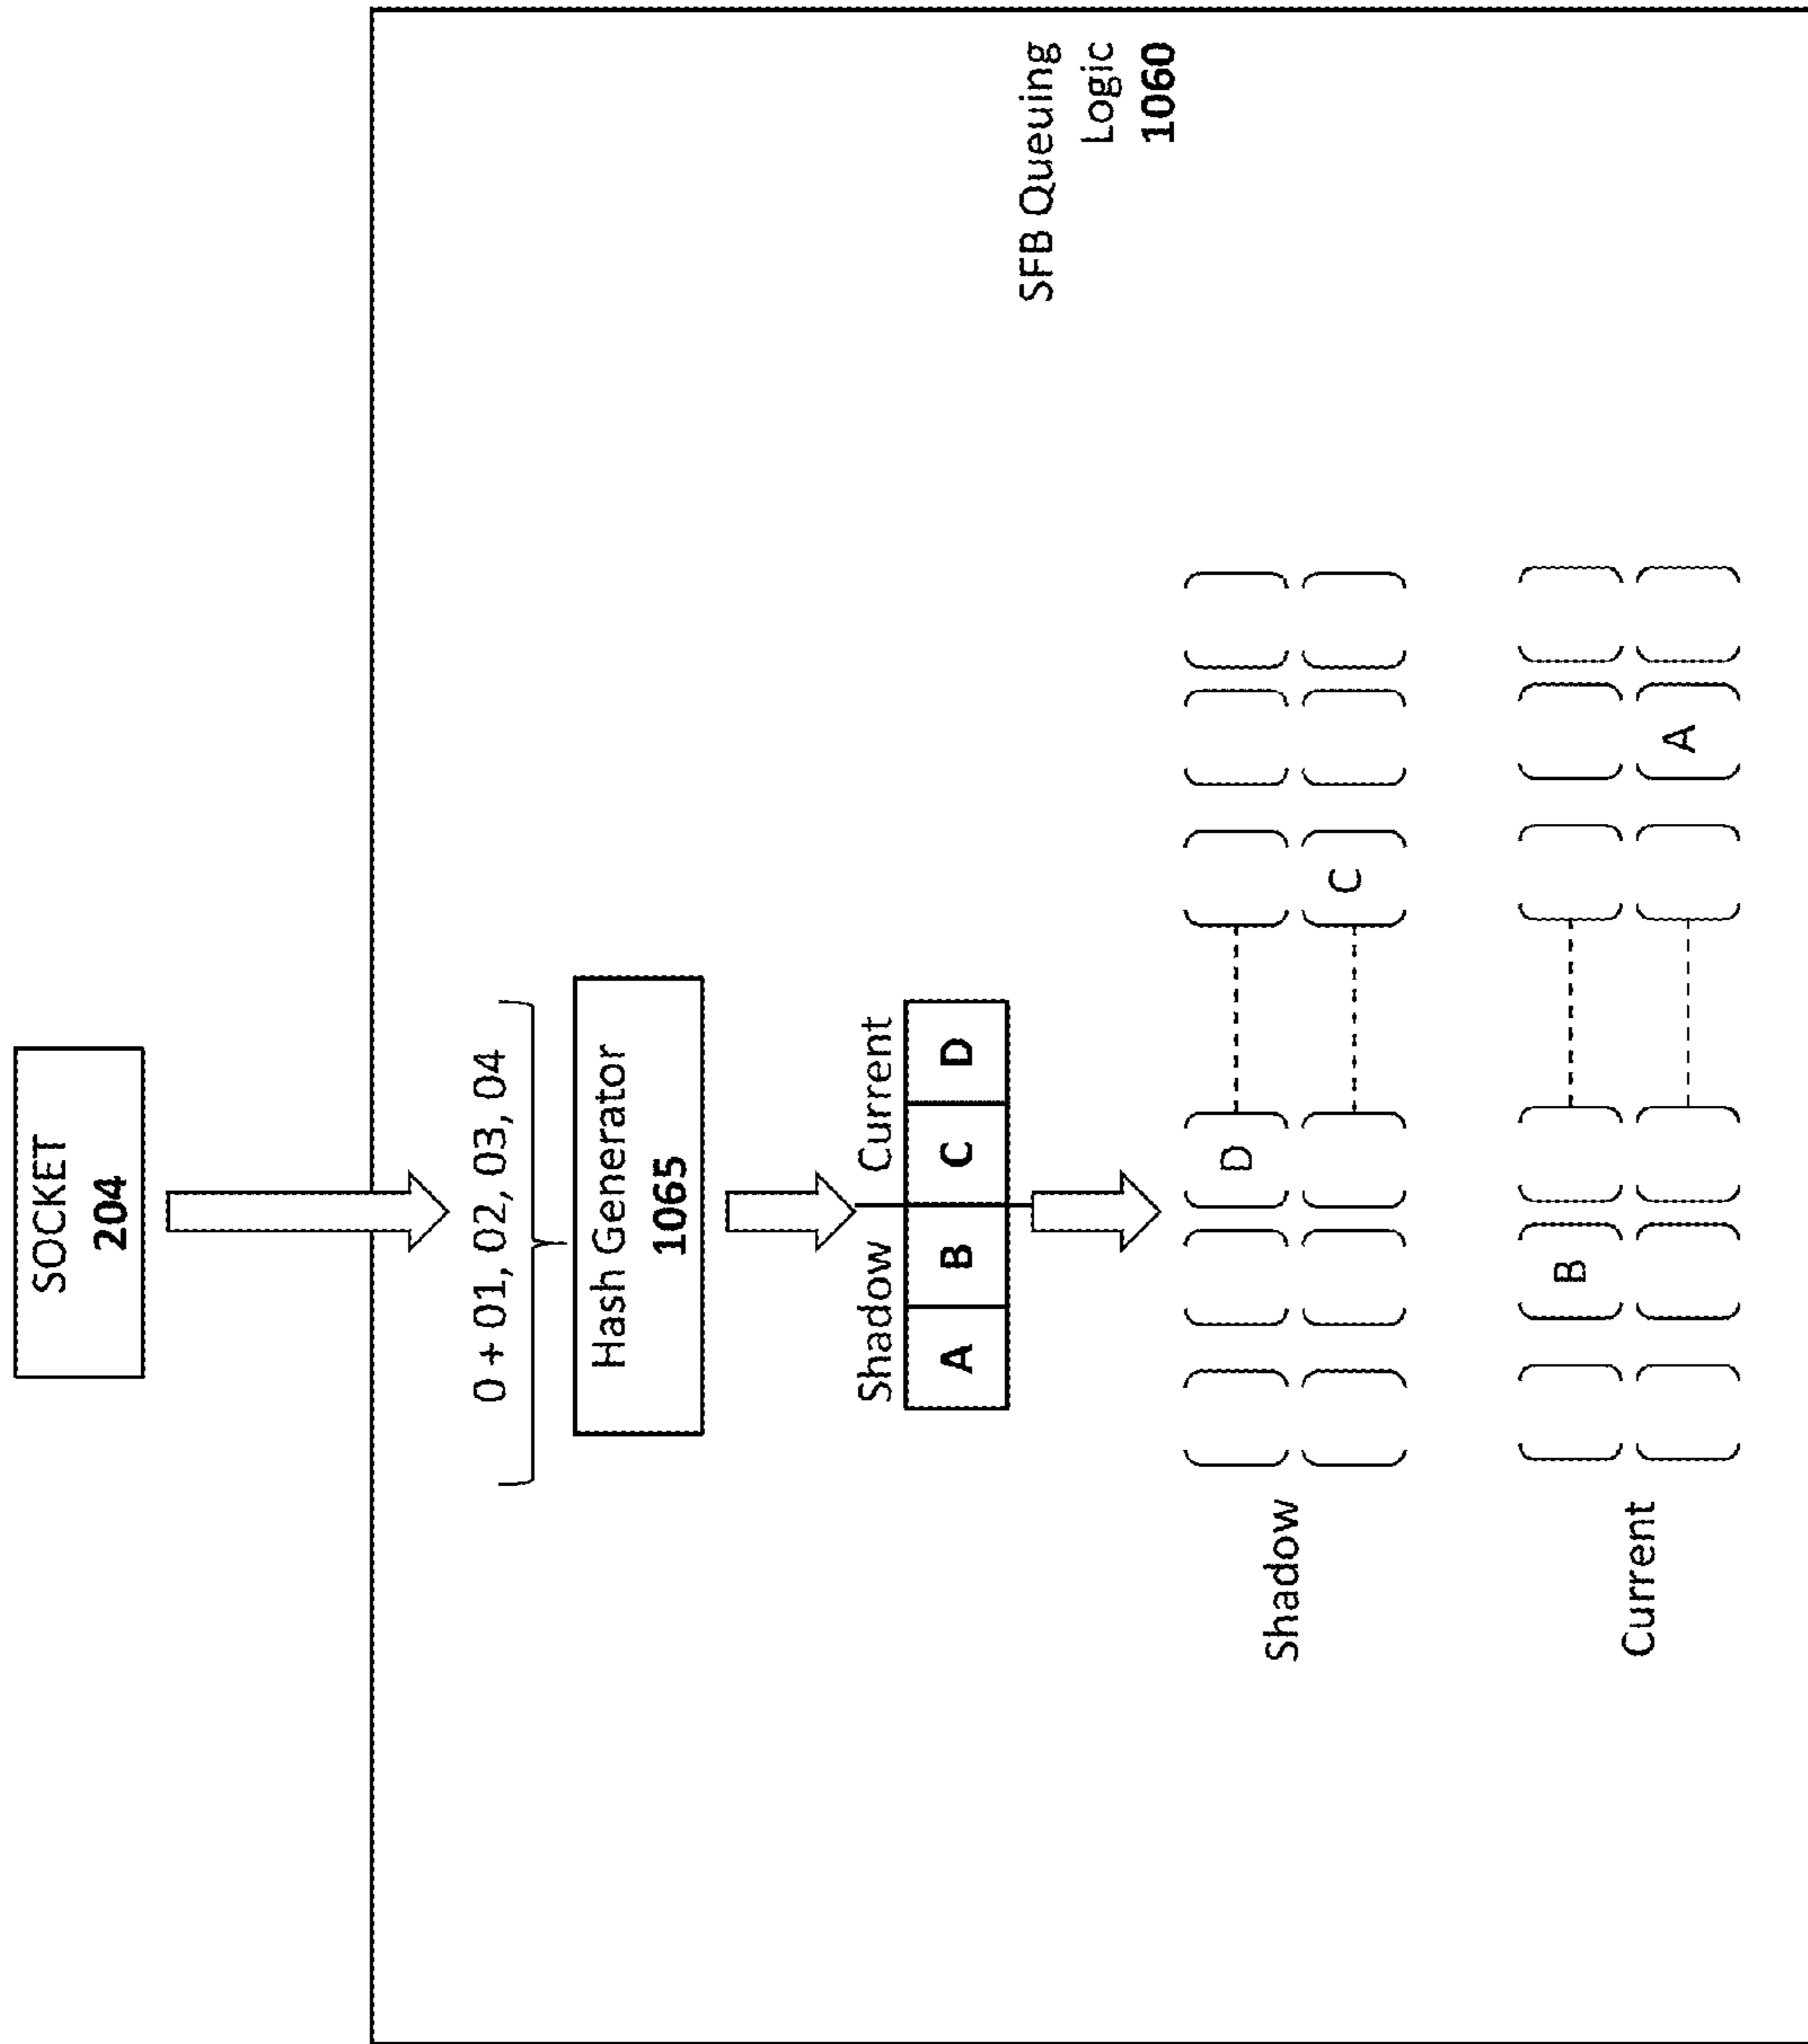 SOCKET
204
0 + 01, 02, 03, 04
Hash Generator
1065
Shadow Current
A B C D
SFB Queuing
Logic
1060
Shadow
D
C
Current
B
A